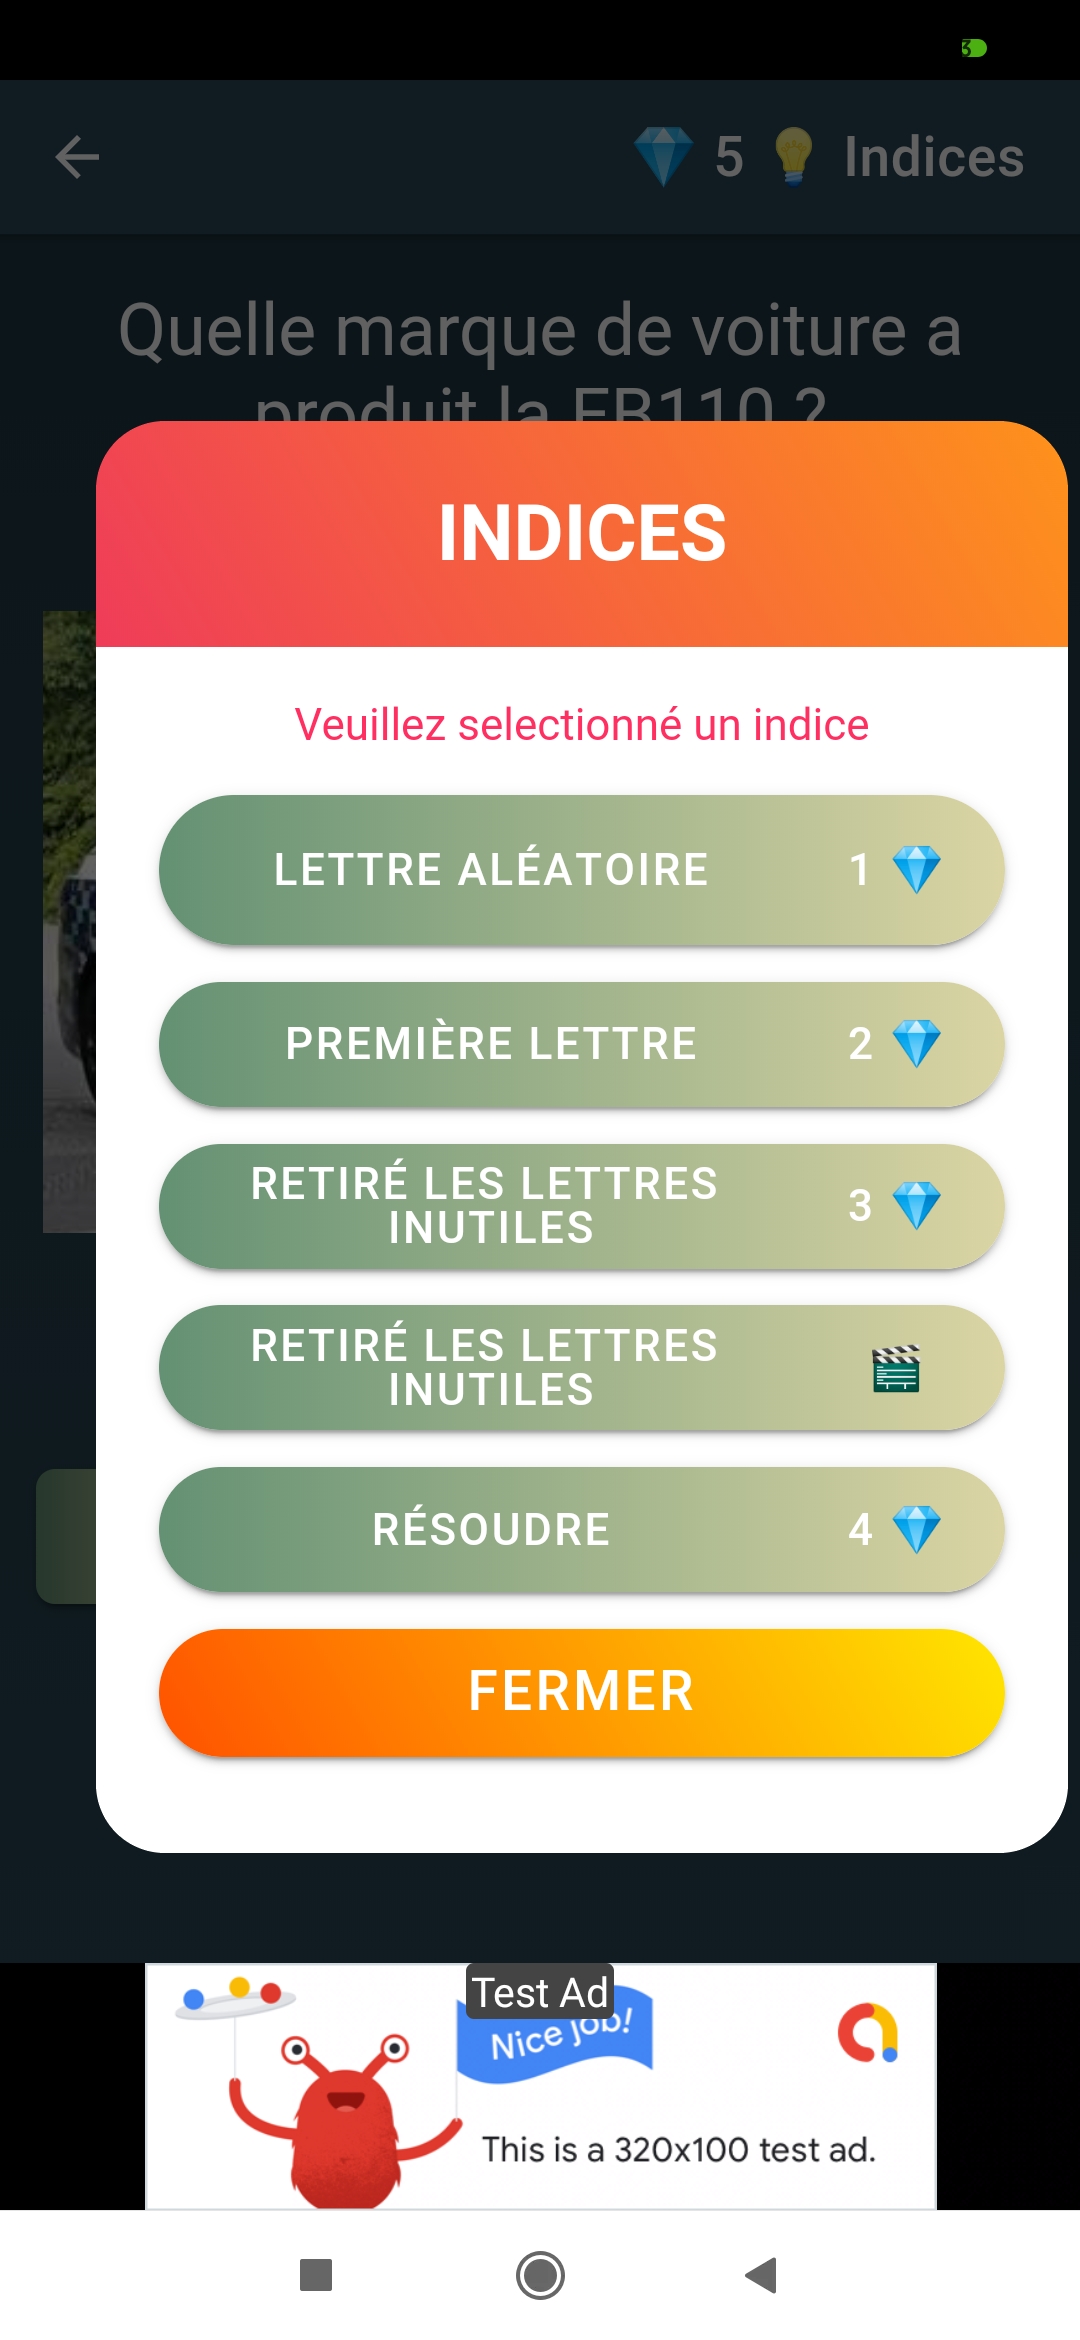 5 Indices
Quelle marque de voiture a
produit la EB110 ?
INDICES
Veuillez selectionné un indice
LETTRE ALÉATOIRE 1
PREMIÈRE LETTRE 2
RETIRÉ LES LETTRES
INUTILES 3
RETIRÉ LES LETTRES
INUTILES
RÉSOUDRE 4
FERMER
Test Ad
Nice job!
This is a 320x100 test ad.